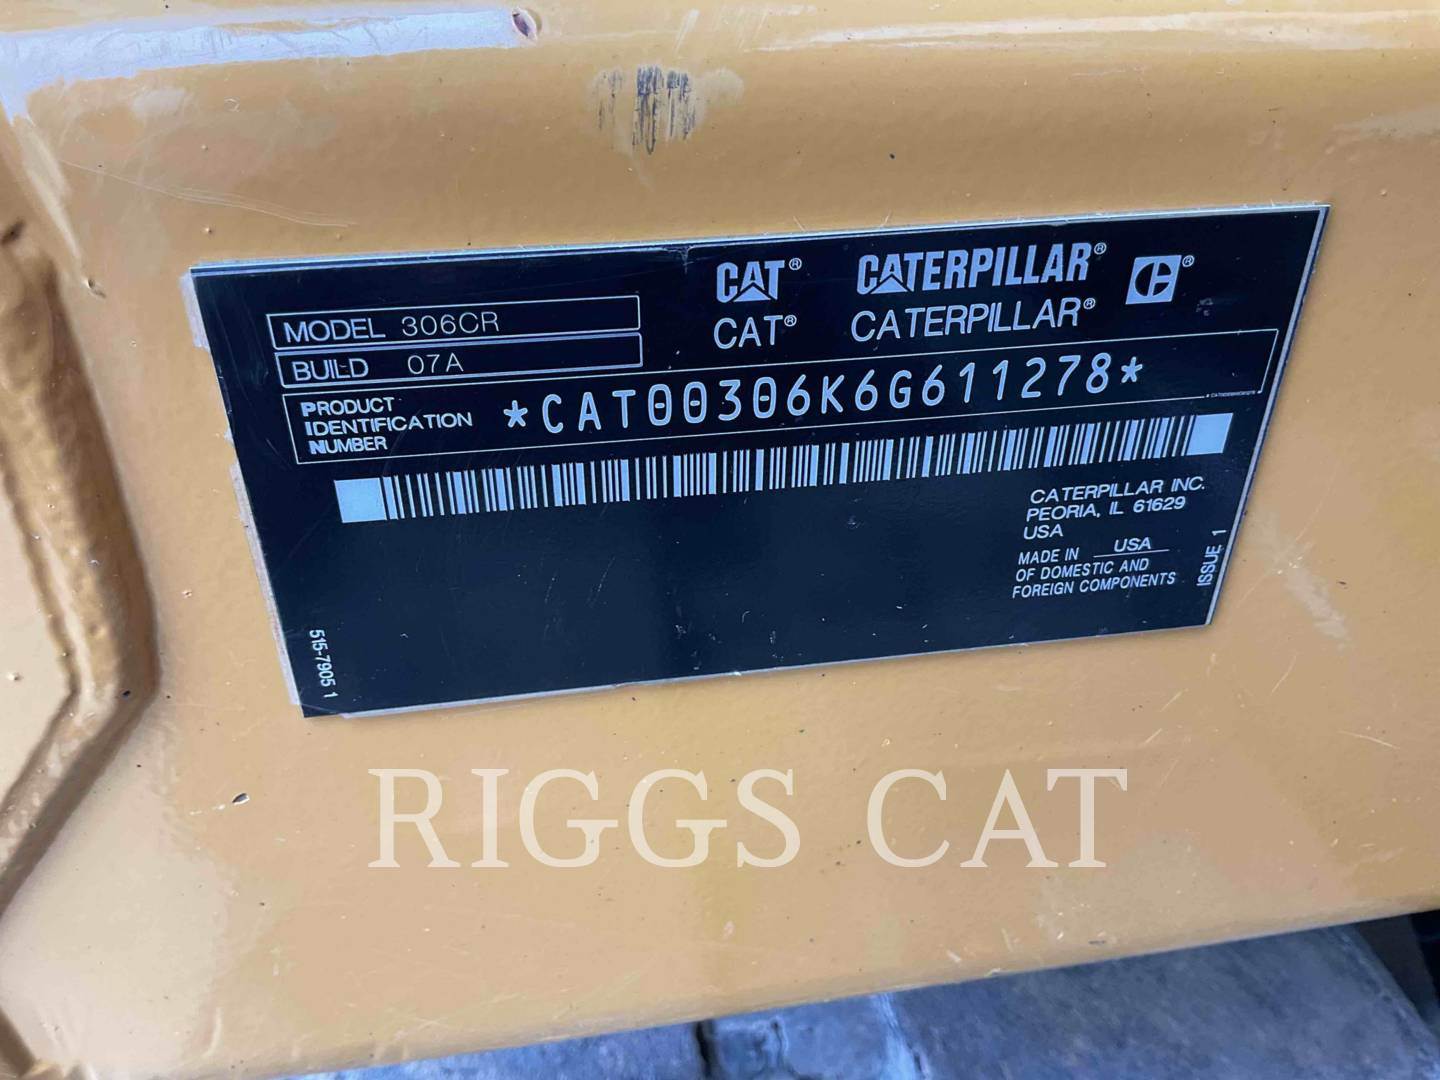 CAT® CATERPILLAR® C®
CAT® CATERPILLAR®
MODEL 306CR
BUILD 07A
PRODUCT IDENTIFICATION NUMBER *CAT00306K6G611278*
CATERPILLAR INC.
PEORIA, IL 61629
USA
MADE IN USA
OF DOMESTIC AND
FOREIGN COMPONENTS
ISSUE 1
515-7905 1
RIGGS CAT